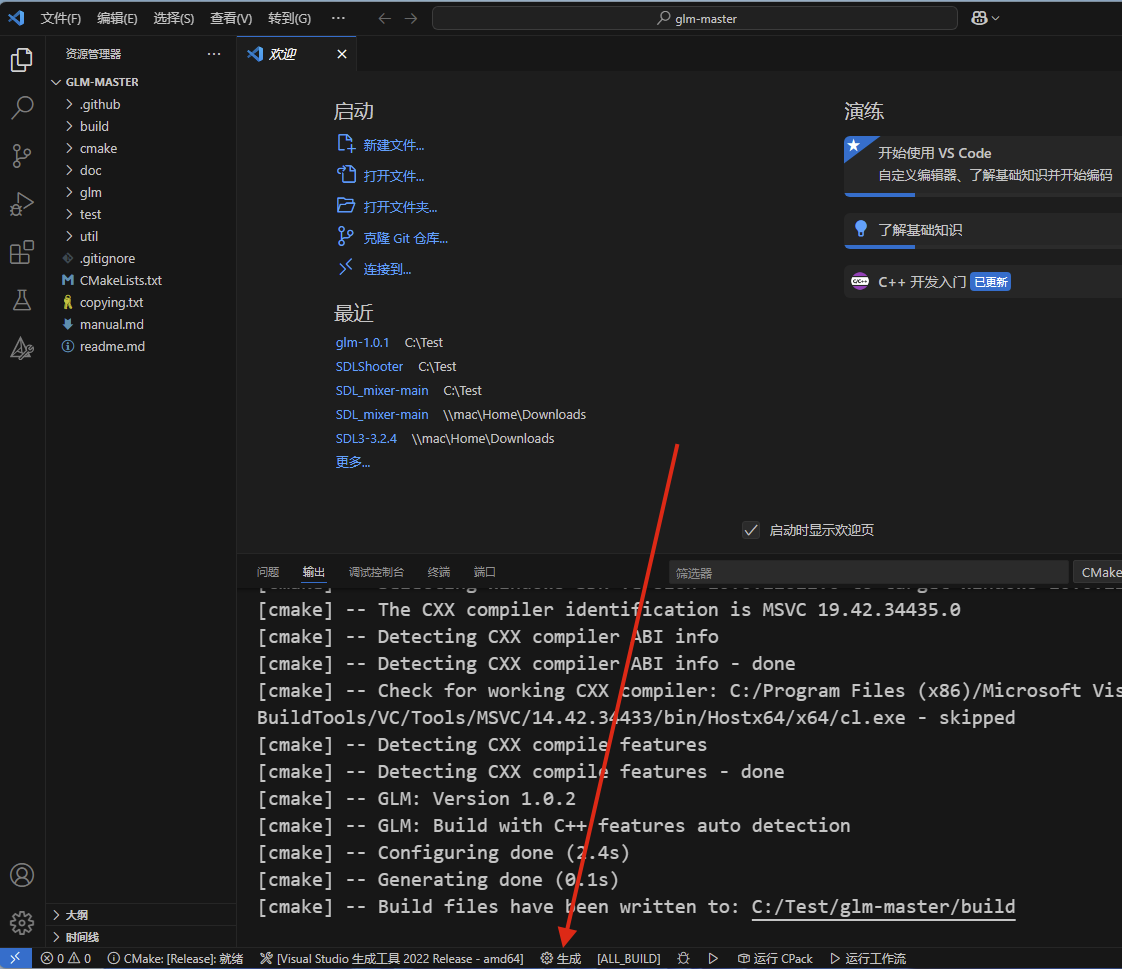 文件(F) 编辑(E) 选择(S) 查看(V) 转到(G) ··· glm-master
资源管理器 ···
欢迎
GLM-MASTER
.github
build
cmake
doc
glm
test
util
.gitignore
CMakeLists.txt
copying.txt
manual.md
readme.md
大纲
时间线
启动
新建文件...
打开文件...
打开文件夹...
克隆 Git 仓库...
连接到...
最近
glm-1.0.1 C:\Test
SDLShooter C:\Test
SDL_mixer-main C:\Test
SDL_mixer-main \\mac\Home\Downloads
SDL3-3.2.4 \\mac\Home\Downloads
更多...
演练
开始使用 VS Code
自定义编辑器、了解基础知识并开始编码
了解基础知识
C++ 开发入门 已更新
启动时显示欢迎页
问题 输出 调试控制台 终端 端口 筛选器 CMake
[cmake] -- The CXX compiler identification is MSVC 19.42.34435.0
[cmake] -- Detecting CXX compiler ABI info
[cmake] -- Detecting CXX compiler ABI info - done
[cmake] -- Check for working CXX compiler: C:/Program Files (x86)/Microsoft Vis
BuildTools/VC/Tools/MSVC/14.42.34433/bin/Hostx64/x64/cl.exe - skipped
[cmake] -- Detecting CXX compile features
[cmake] -- Detecting CXX compile features - done
[cmake] -- GLM: Version 1.0.2
[cmake] -- GLM: Build with C++ features auto detection
[cmake] -- Configuring done (2.4s)
[cmake] -- Generating done (0.1s)
[cmake] -- Build files have been written to: C:/Test/glm-master/build
0 0 CMake: [Release]: 就绪 [Visual Studio 生成工具 2022 Release - amd64] 生成 [ALL_BUILD] 运行 CPack 运行工作流